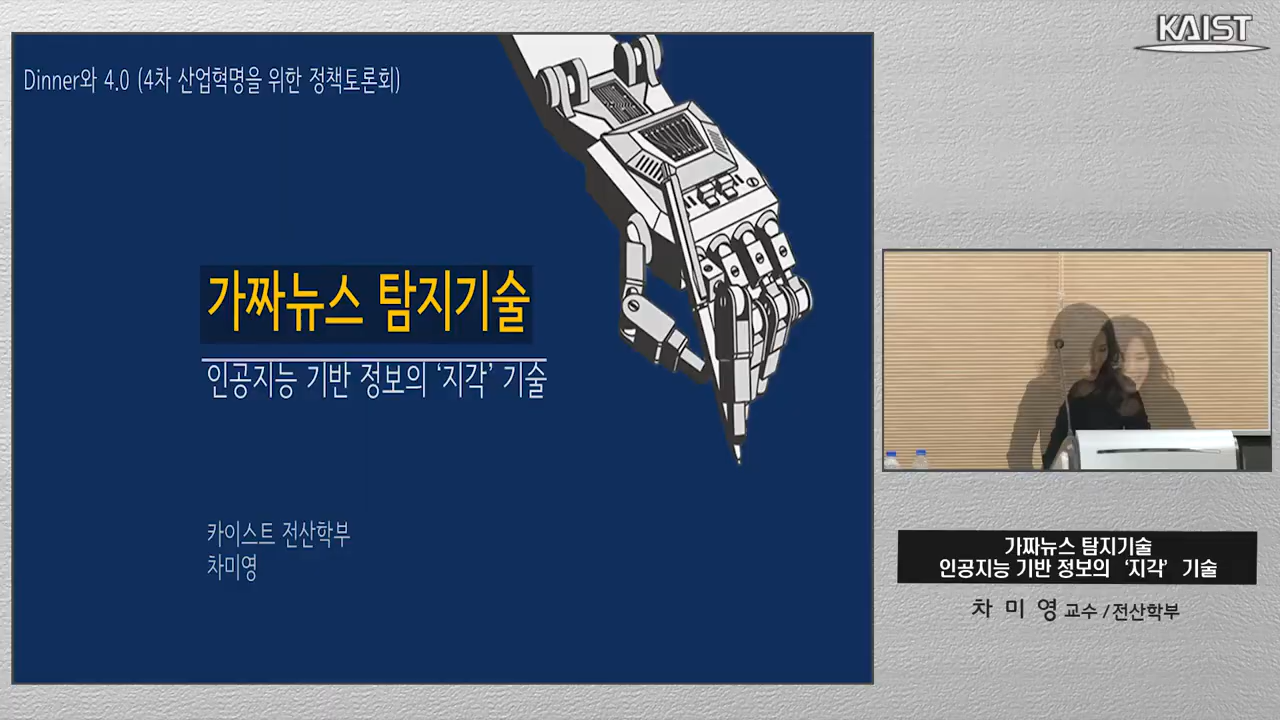 KAIST
Dinner와 4.0 (4차 산업혁명을 위한 정책토론회)
가짜뉴스 탐지기술
인공지능 기반 정보의 ‘지각’ 기술
카이스트 전산학부
차미영
가짜뉴스 탐지기술
인공지능 기반 정보의 ‘지각’ 기술
차 미 영 교수 / 전산학부